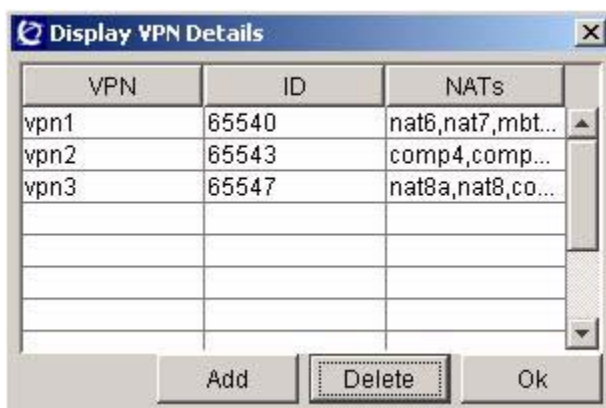 Display VPN Details
VPN ID NATs
vpn1 65540 nat6,nat7,mbt...
vpn2 65543 comp4,comp...
vpn3 65547 nat8a,nat8,co...
Add Delete Ok